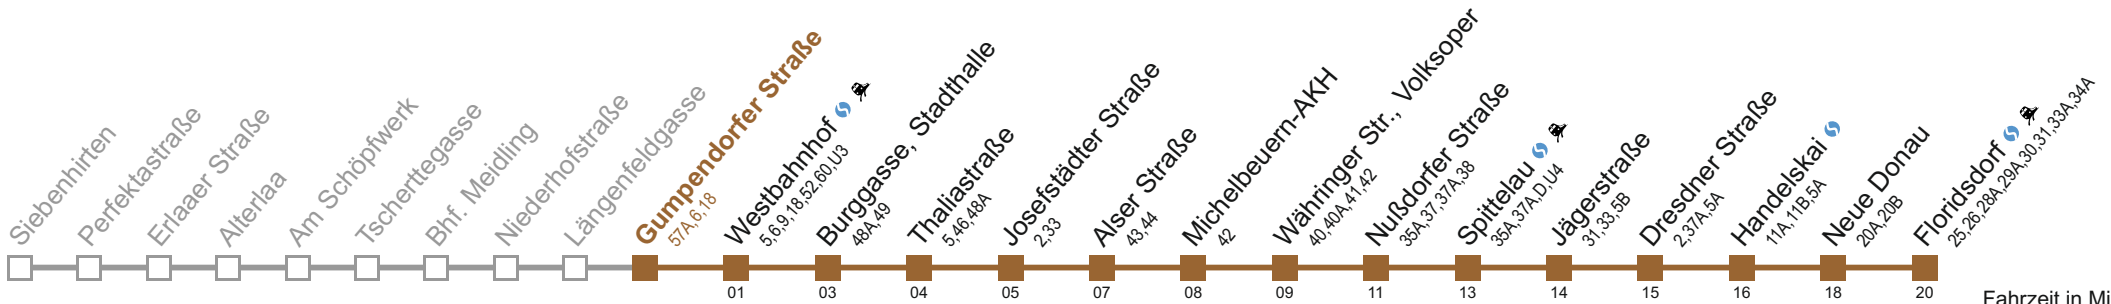 Siebenhirten
Perfektastraße
Erlaaer Straße
Alterlaa
Am Schöpfwerk
Tscherttegasse
Bhf. Meidling
Niederhofstraße
Längenfeldgasse
Gumpendorfer Straße
57A,6,18
Westbahnhof
5,6,9,18,52,60,U3
Burggasse, Stadthalle
48A,49
Thaliastraße
5,46,48A
Josefstädter Straße
2,33
Alser Straße
43,44
Michelbeuern-AKH
42
Währinger Str., Volksoper
40,40A,41,42
Nußdorfer Straße
35A,37,37A,38
Spittelau
35A,37A,D,U4
Jägerstraße
31,33,5B
Dresdner Straße
2,37A,5A
Handelskai
11A,11B,5A
Neue Donau
20A,20B
Floridsdorf
25,26,28A,29A,30,31,33A,34A
01 03 04 05 07 08 09 11 13 14 15 16 18 20
Fahrzeit in Mi